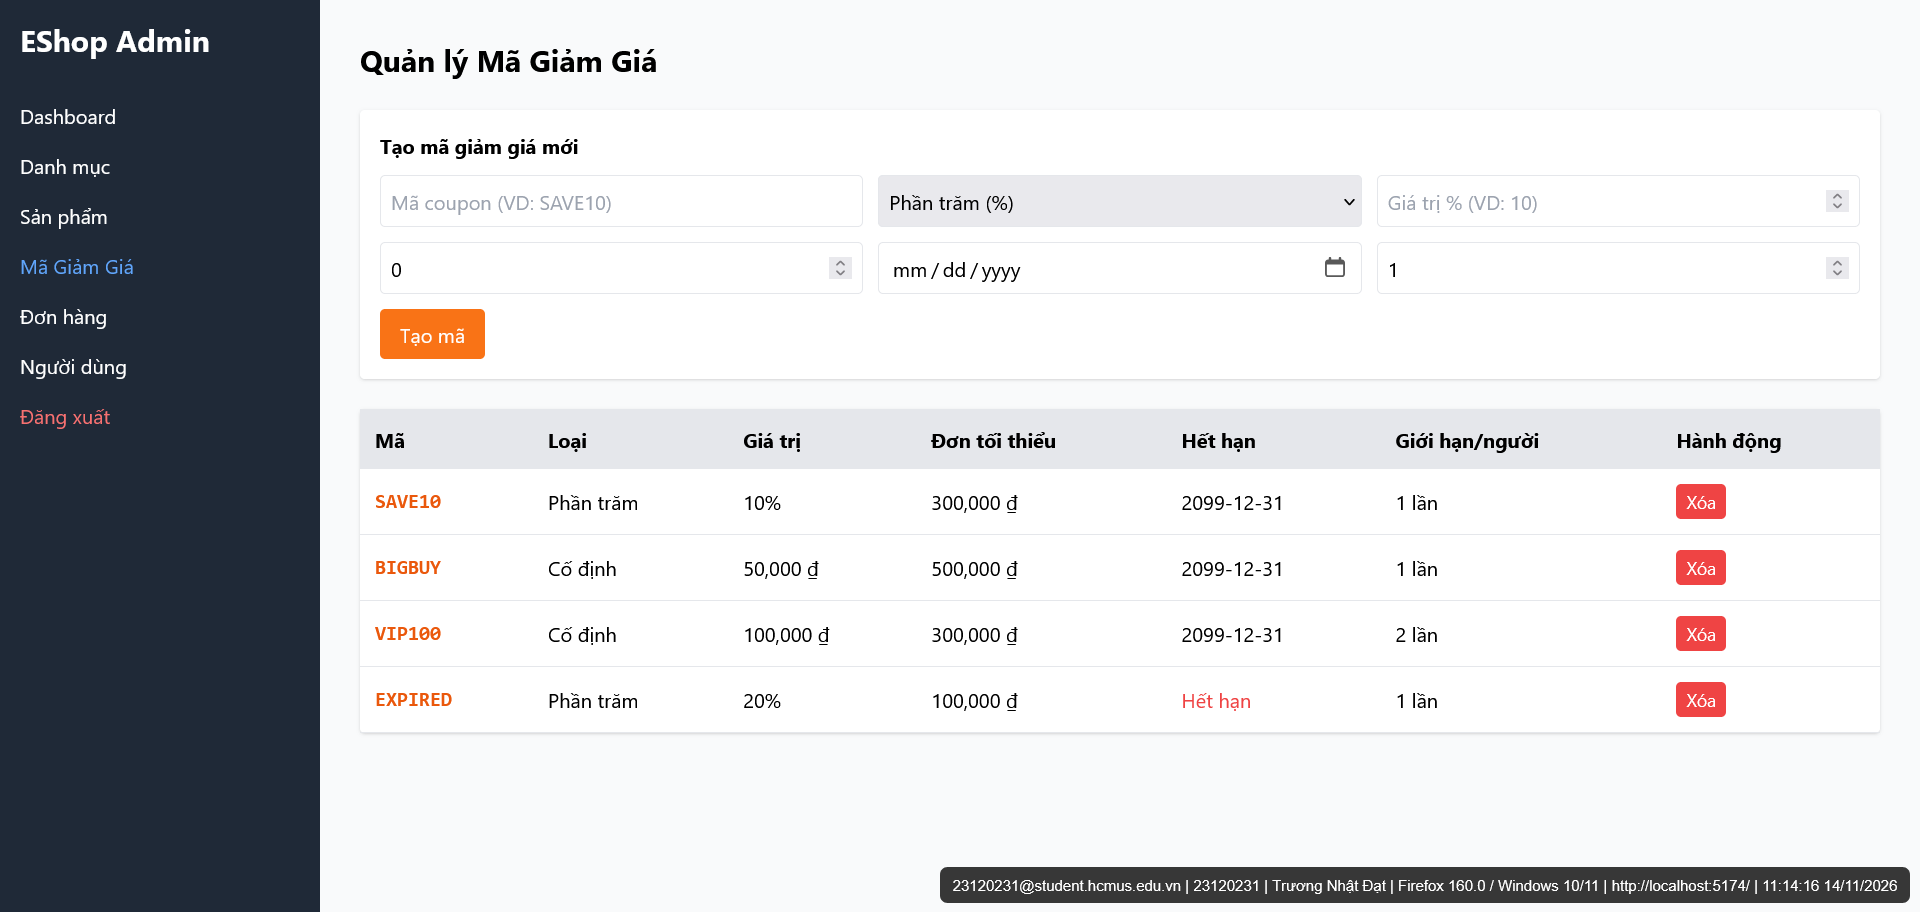 EShop Admin
Dashboard
Danh mục
Sản phẩm
Mã Giảm Giá
Đơn hàng
Người dùng
Đăng xuất
Quản lý Mã Giảm Giá
Tạo mã giảm giá mới
Mã coupon (VD: SAVE10) Phần trăm (%) Giá trị % (VD: 10)
0 mm / dd / yyyy 1
Tạo mã
Mã Loại Giá trị Đơn tối thiểu Hết hạn Giới hạn/người Hành động
SAVE10 Phần trăm 10% 300,000 ₫ 2099-12-31 1 lần Xóa
BIGBUY Cố định 50,000 ₫ 500,000 ₫ 2099-12-31 1 lần Xóa
VIP100 Cố định 100,000 ₫ 300,000 ₫ 2099-12-31 2 lần Xóa
EXPIRED Phần trăm 20% 100,000 ₫ Hết hạn 1 lần Xóa
23120231@student.hcmus.edu.vn | 23120231 | Trương Nhật Đạt | Firefox 160.0 / Windows 10/11 | http://localhost:5174/ | 11:14:16 14/11/2026